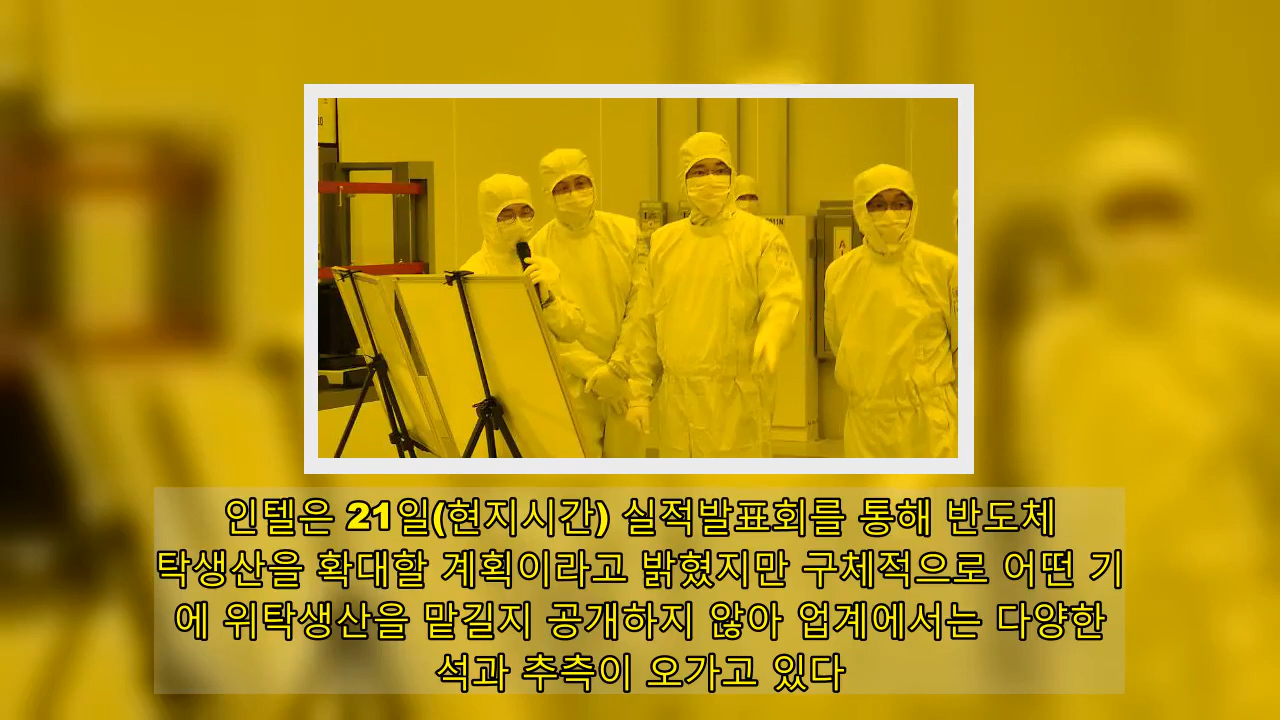 인텔은 21일(현지시간) 실적발표회를 통해 반도체
탁생산을 확대할 계획이라고 밝혔지만 구체적으로 어떤 기
에 위탁생산을 맡길지 공개하지 않아 업계에서는 다양한
석과 추측이 오가고 있다